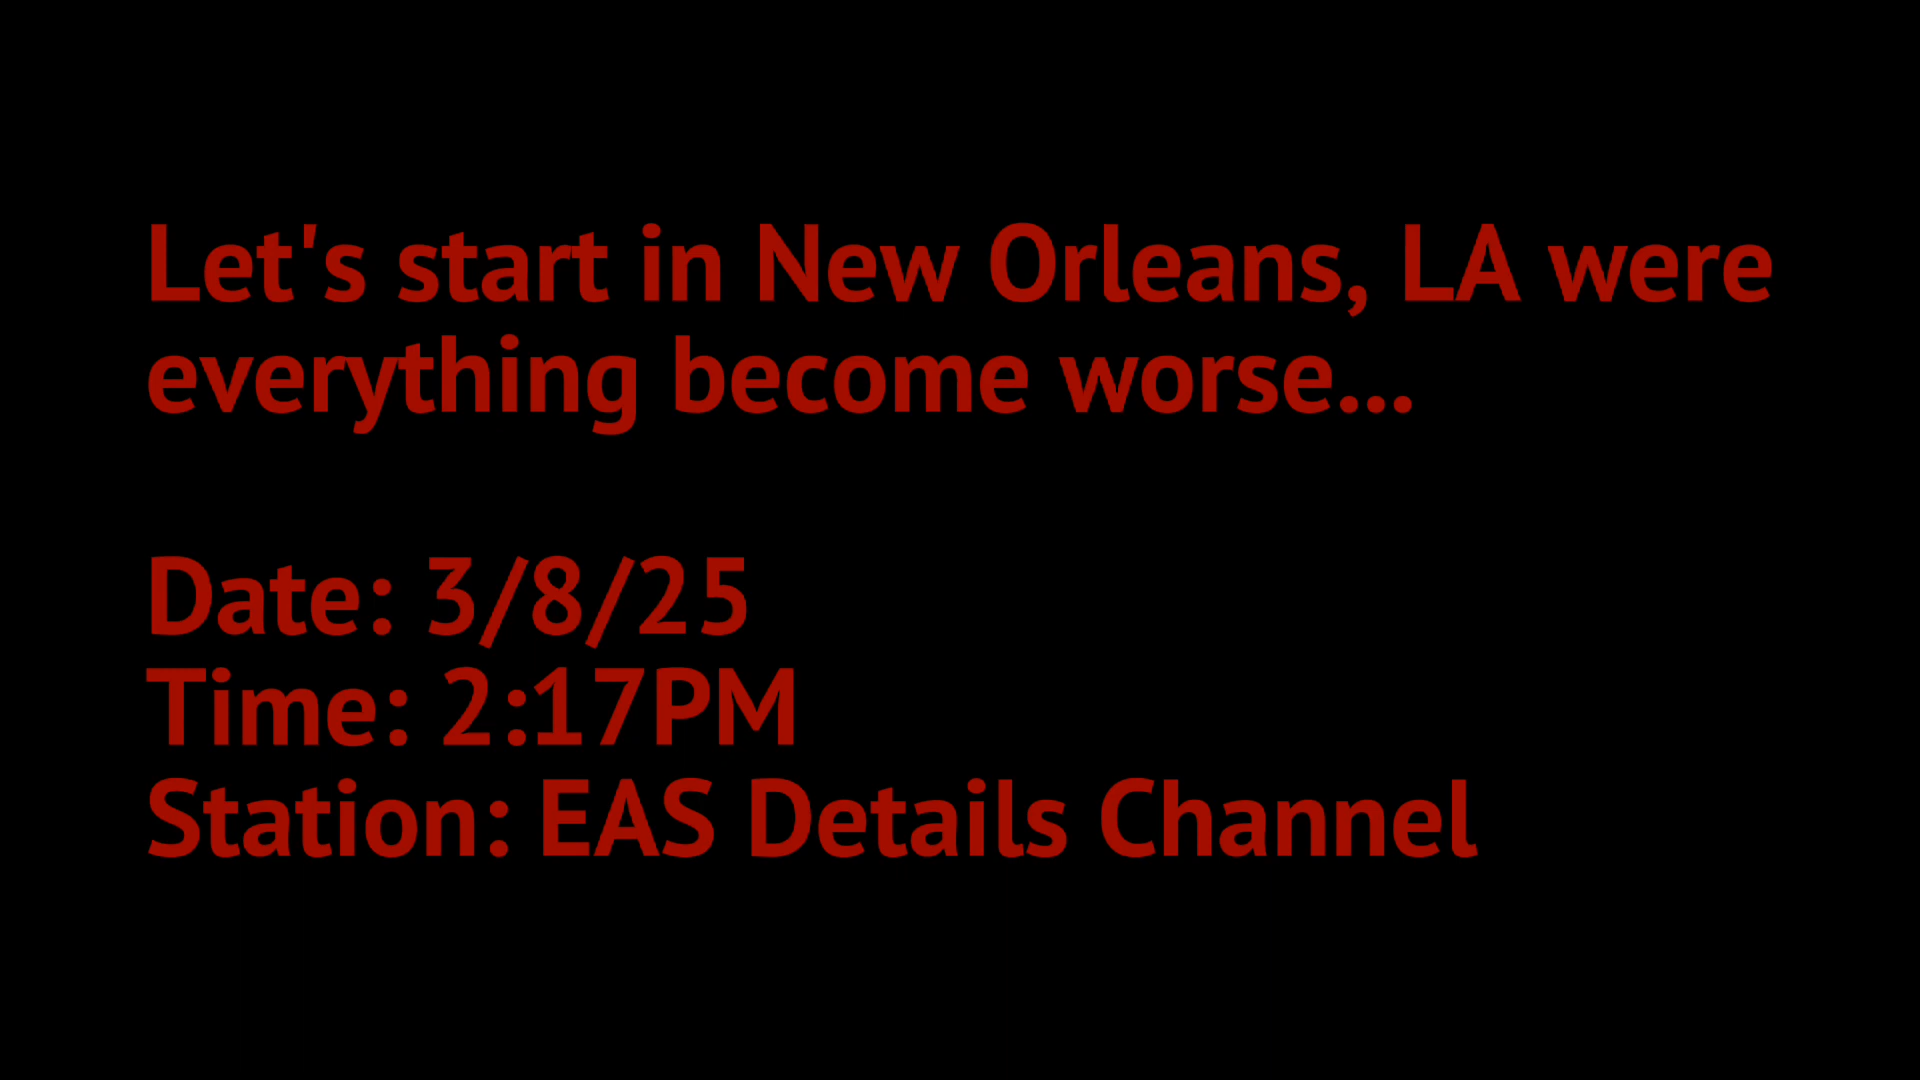 Let's start in New Orleans, LA were
everything become worse...
Date: 3/8/25
Time: 2:17PM
Station: EAS Details Channel